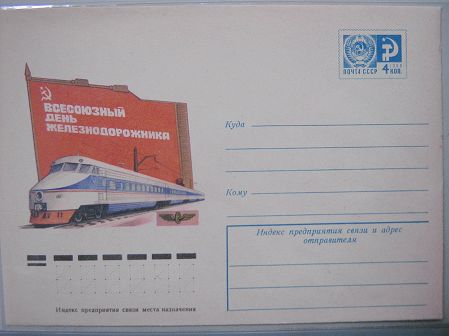 ВСЕСОЮЗНЫЙ
ДЕНЬ
ЖЕЛЕЗНОДОРОЖНИКА
ПОЧТА СССР 4 КОП.
Куда
Кому
Индекс предприятия связи и адрес
отправителя
Индекс предприятия связи места назначения